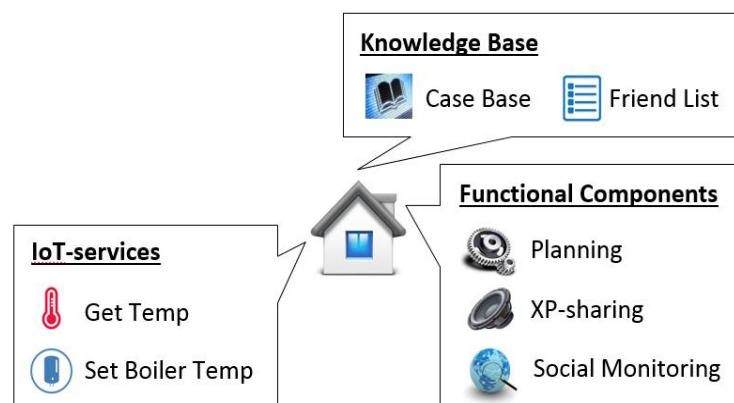 Knowledge Base
Case Base
Friend List
Functional Components
Planning
XP-sharing
Social Monitoring
IoT-services
Get Temp
Set Boiler Temp